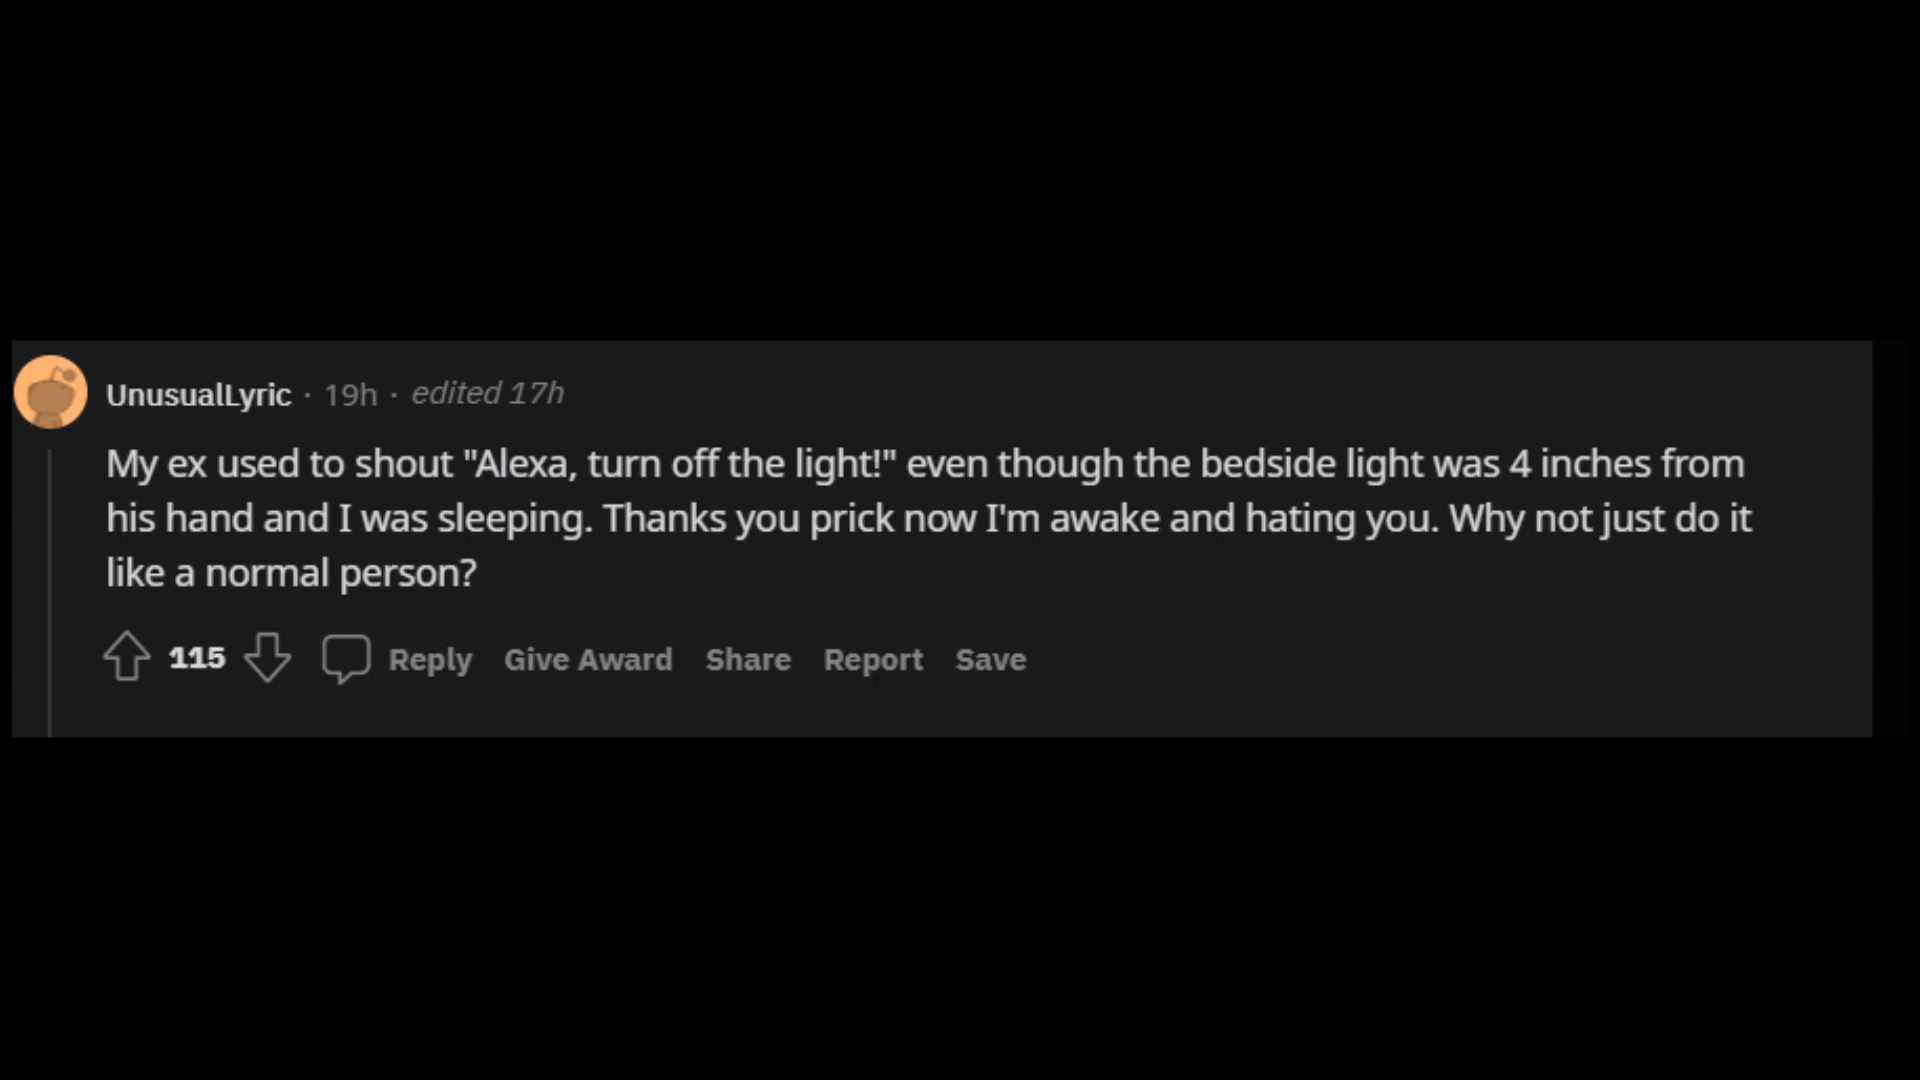 UnusualLyric · 19h · edited 17h
My ex used to shout "Alexa, turn off the light!" even though the bedside light was 4 inches from
his hand and I was sleeping. Thanks you prick now I'm awake and hating you. Why not just do it
like a normal person?
115 Reply Give Award Share Report Save